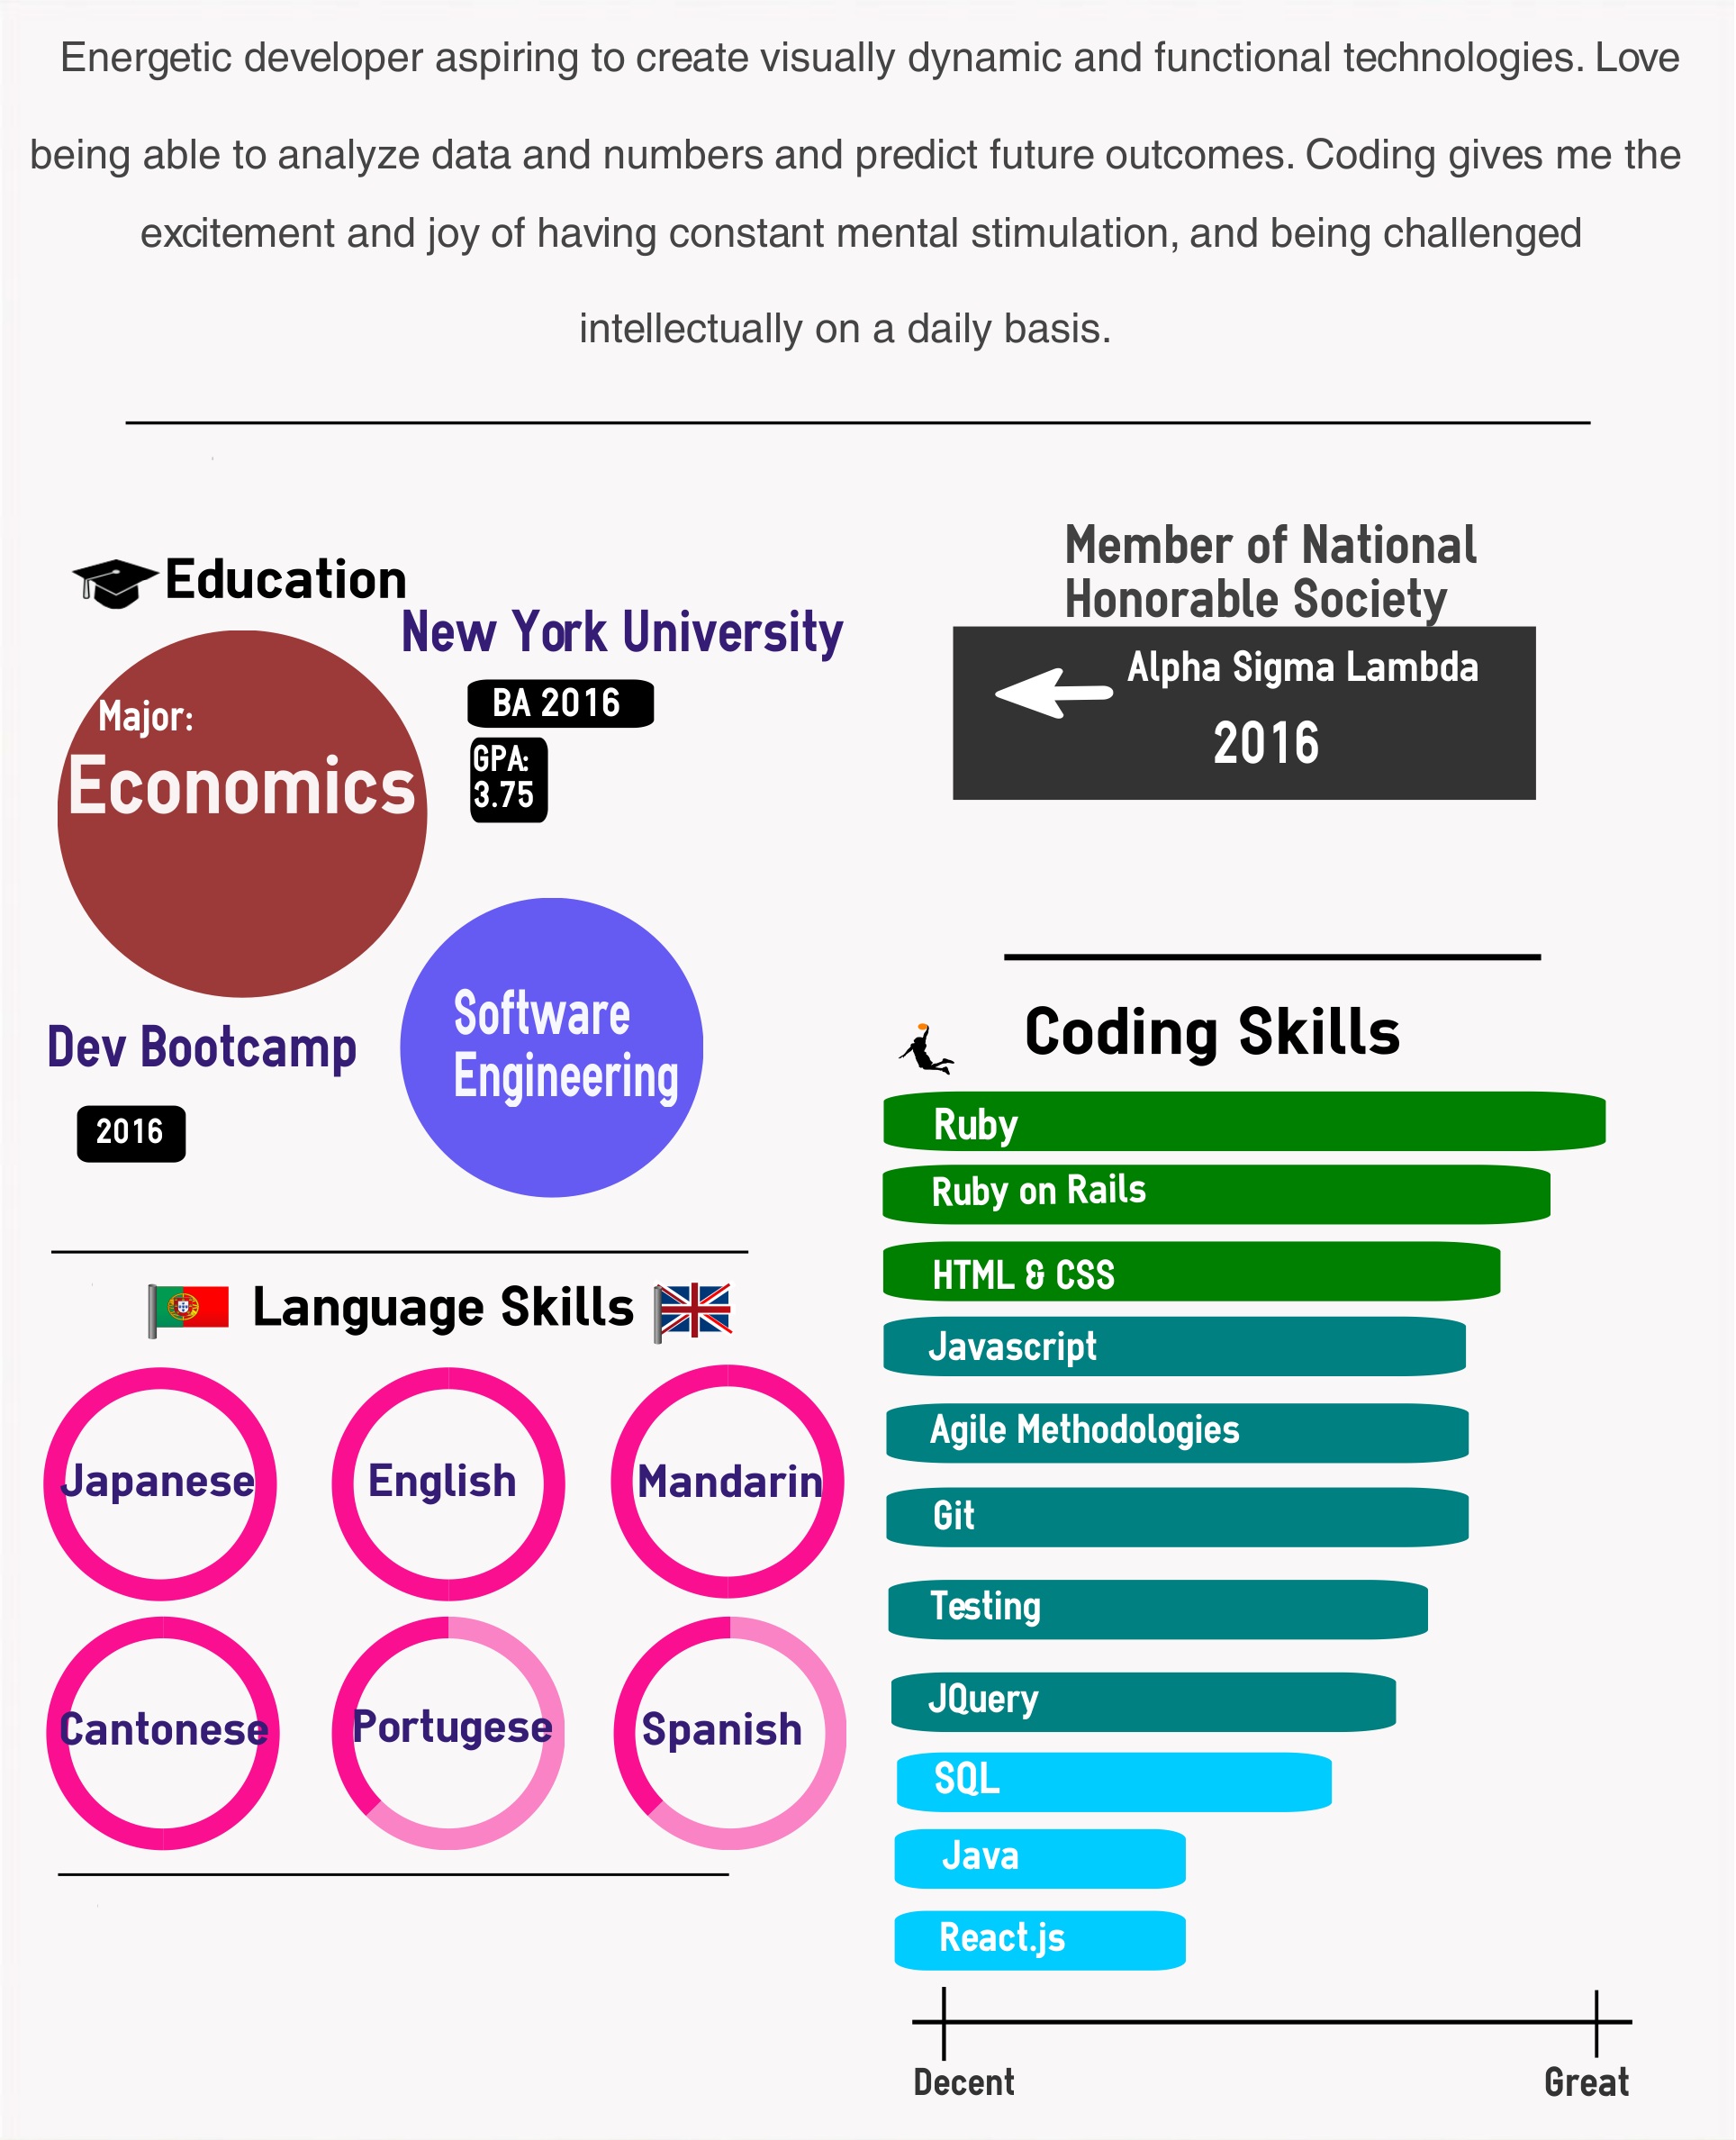 Energetic developer aspiring to create visually dynamic and functional technologies. Love
being able to analyze data and numbers and predict future outcomes. Coding gives me the
excitement and joy of having constant mental stimulation, and being challenged
intellectually on a daily basis.
Education
New York University
Major:
Economics
BA 2016
GPA:
3.75
Software
Engineering
Dev Bootcamp
2016
Language Skills
Japanese
English
Mandarin
Cantonese
Portugese
Spanish
Member of National
Honorable Society
Alpha Sigma Lambda
2016
Coding Skills
Ruby
Ruby on Rails
HTML & CSS
Javascript
Agile Methodologies
Git
Testing
JQuery
SQL
Java
React.js
Decent
Great